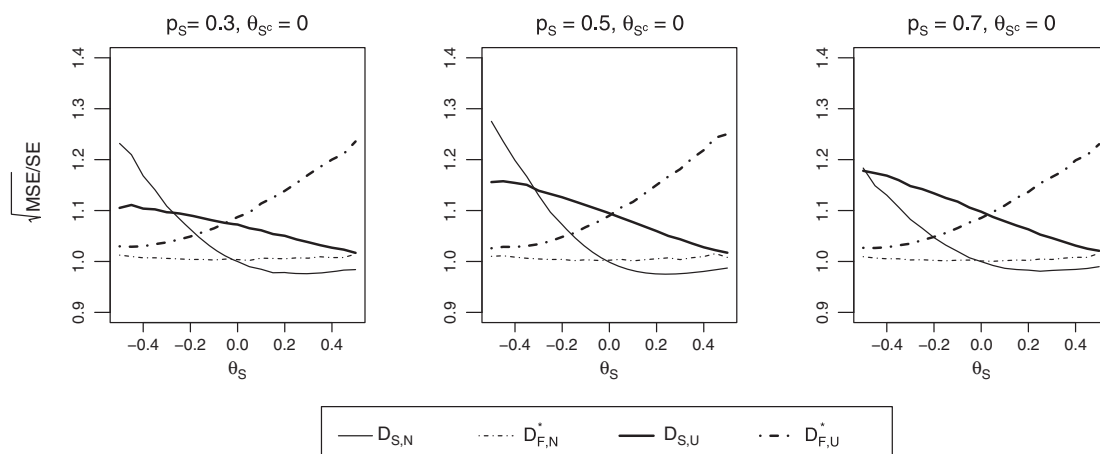 p_S= 0.3, θ_Sᶜ = 0
p_S = 0.5, θ_Sᶜ = 0
p_S = 0.7, θ_Sᶜ = 0
√MSE/SE
0.9 1.0 1.1 1.2 1.3 1.4
0.9 1.0 1.1 1.2 1.3 1.4
0.9 1.0 1.1 1.2 1.3 1.4
−0.4 −0.2 0.0 0.2 0.4
−0.4 −0.2 0.0 0.2 0.4
−0.4 −0.2 0.0 0.2 0.4
θ_S
θ_S
θ_S
D_S,N D*_F,N D_S,U D*_F,U